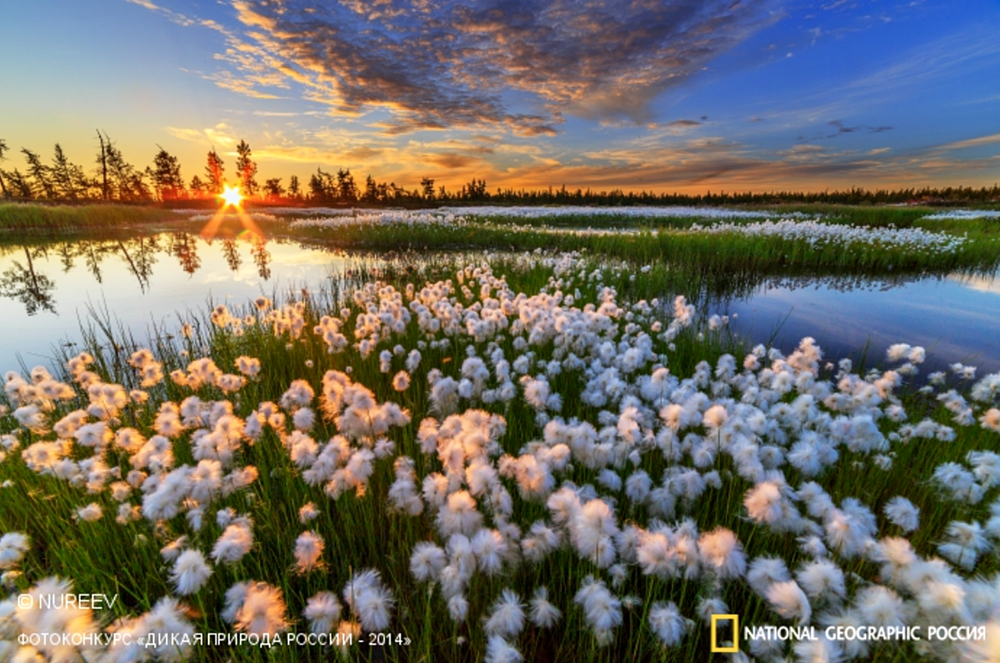 © NUREEV
ФОТОКОНКУРС «ДИКАЯ ПРИРОДА РОССИИ - 2014»
NATIONAL GEOGRAPHIC РОССИЯ